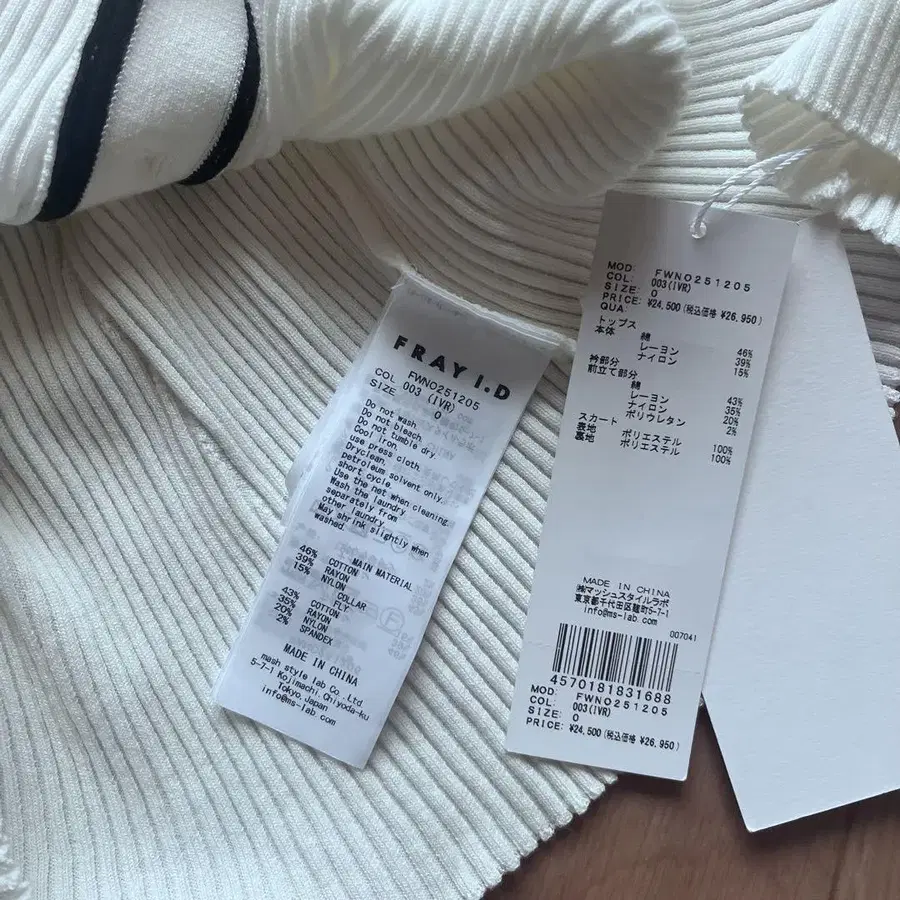 FRAY I.D
FWNO251205
COL 003 (IVR)
SIZE 0
Do not wash.
Do not bleach.
Do not tumble dry.
Cool iron.
use press cloth.
Dryclean.
petroleum solvent only.
short cycle.
Use the net when cleaning.
Wash the laundry
separately from
other laundry.
May shrink slightly when
washed.
MAIN MATERIAL
46% COTTON
39% RAYON
15% NYLON
COLLAR
FLY
43% COTTON
35% RAYON
20% NYLON
2% SPANDEX
MADE IN CHINA
mash style lab Co.,Ltd.
5-7-1 Kojimachi,Chiyoda-ku
Tokyo,Japan
info@ms-lab.com
MOD: FWNO251205
COL: 003(IVR)
SIZE: 0
PRICE: ¥24,500(税込価格 ¥26,950)
QUA:
トップス
本体 綿 46%
レーヨン 39%
ナイロン 15%
衿部分
前立て部分
綿 43%
レーヨン 35%
ナイロン 20%
ポリウレタン 2%
スカート
表地 ポリエステル 100%
裏地 ポリエステル 100%
MADE IN CHINA
㈱マッシュスタイルラボ
東京都千代田区麹町5-7-1
info@ms-lab.com
007041
4570181831688
MOD: FWNO251205
COL: 003(IVR)
SIZE: 0
PRICE: ¥24,500(税込価格 ¥26,950)